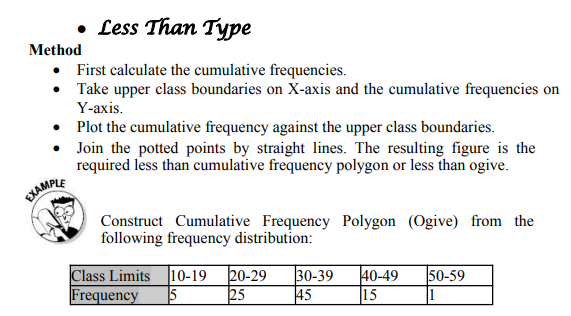 • Less Than Type
Method
• First calculate the cumulative frequencies.
• Take upper class boundaries on X-axis and the cumulative frequencies on
Y-axis.
• Plot the cumulative frequency against the upper class boundaries.
• Join the potted points by straight lines. The resulting figure is the
required less than cumulative frequency polygon or less than ogive.
EXAMPLE
Construct Cumulative Frequency Polygon (Ogive) from the
following frequency distribution:
Class Limits 10-19 20-29 30-39 40-49 50-59
Frequency 5 25 45 15 1